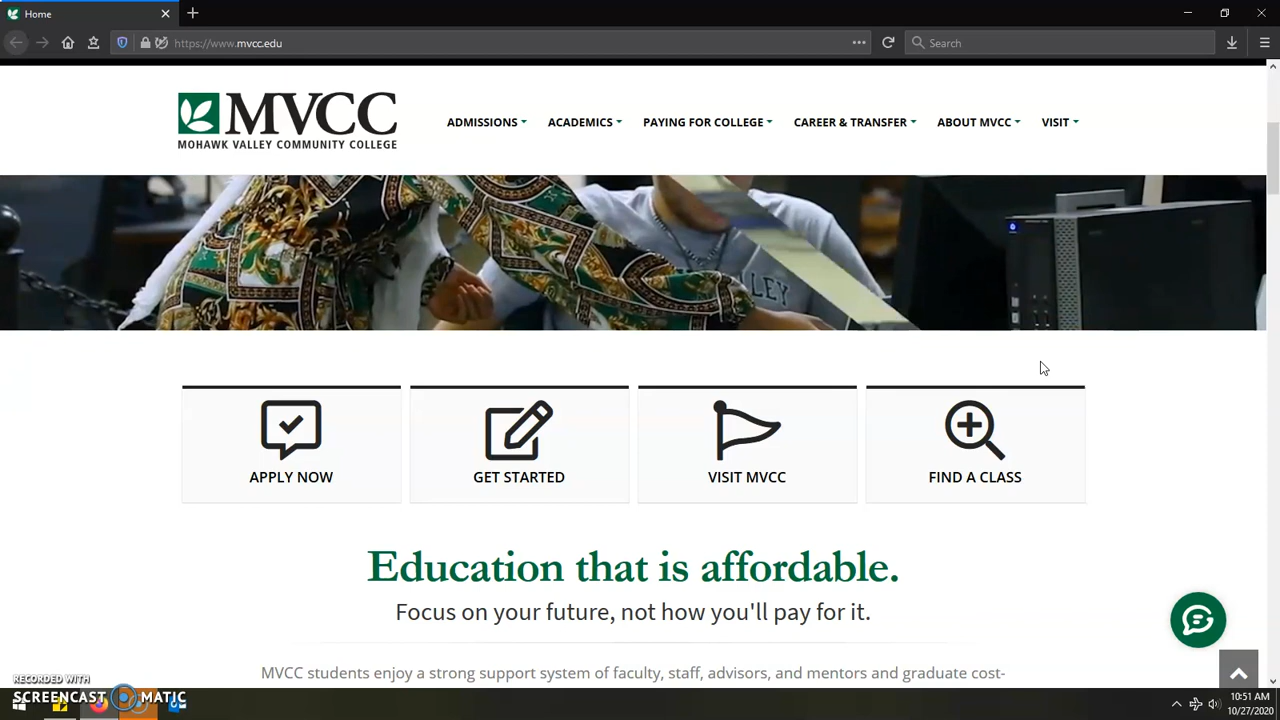 Home
https://www.mvcc.edu
Search
MVCC
MOHAWK VALLEY COMMUNITY COLLEGE
ADMISSIONS
ACADEMICS
PAYING FOR COLLEGE
CAREER & TRANSFER
ABOUT MVCC
VISIT
LEY
APPLY NOW
GET STARTED
VISIT MVCC
FIND A CLASS
Education that is affordable.
Focus on your future, not how you'll pay for it.
MVCC students enjoy a strong support system of faculty, staff, advisors, and mentors and graduate cost-
RECORDED WITH
SCREENCAST MATIC
10:51 AM
10/27/2020